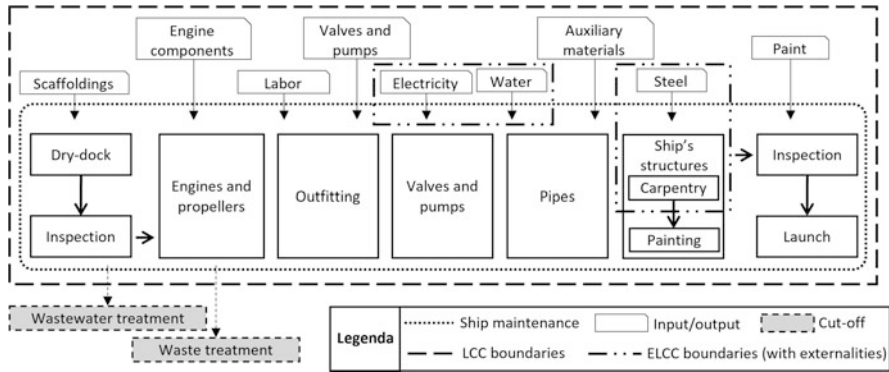 Engine components
Valves and pumps
Auxiliary materials
Paint
Scaffoldings
Labor
Electricity
Water
Steel
Dry-dock
Inspection
Engines and propellers
Outfitting
Valves and pumps
Pipes
Ship's structures
Carpentry
Painting
Inspection
Launch
Wastewater treatment
Waste treatment
Legenda
Ship maintenance
Input/output
Cut-off
LCC boundaries
ELCC boundaries (with externalities)